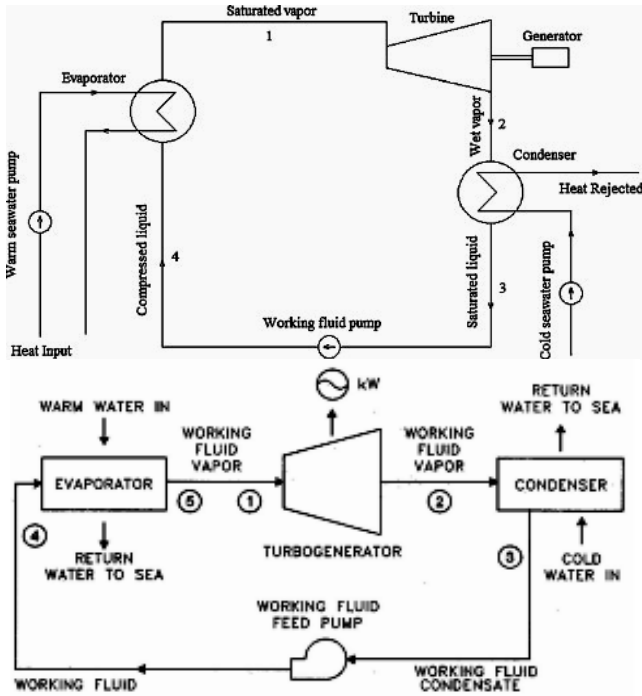 Saturated vapor
1
Turbine
Generator
Evaporator
2
Wet vapor
Condenser
Heat Rejected
Warm seawater pump
Compressed liquid
4
Saturated liquid
3
Cold seawater pump
Working fluid pump
Heat Input
kW
WARM WATER IN
RETURN
WATER TO SEA
WORKING
FLUID
VAPOR
WORKING
FLUID
VAPOR
EVAPORATOR
CONDENSER
5
1
2
4
3
RETURN
WATER TO SEA
TURBOGENERATOR
COLD
WATER IN
WORKING FLUID
FEED PUMP
WORKING FLUID
WORKING FLUID
CONDENSATE